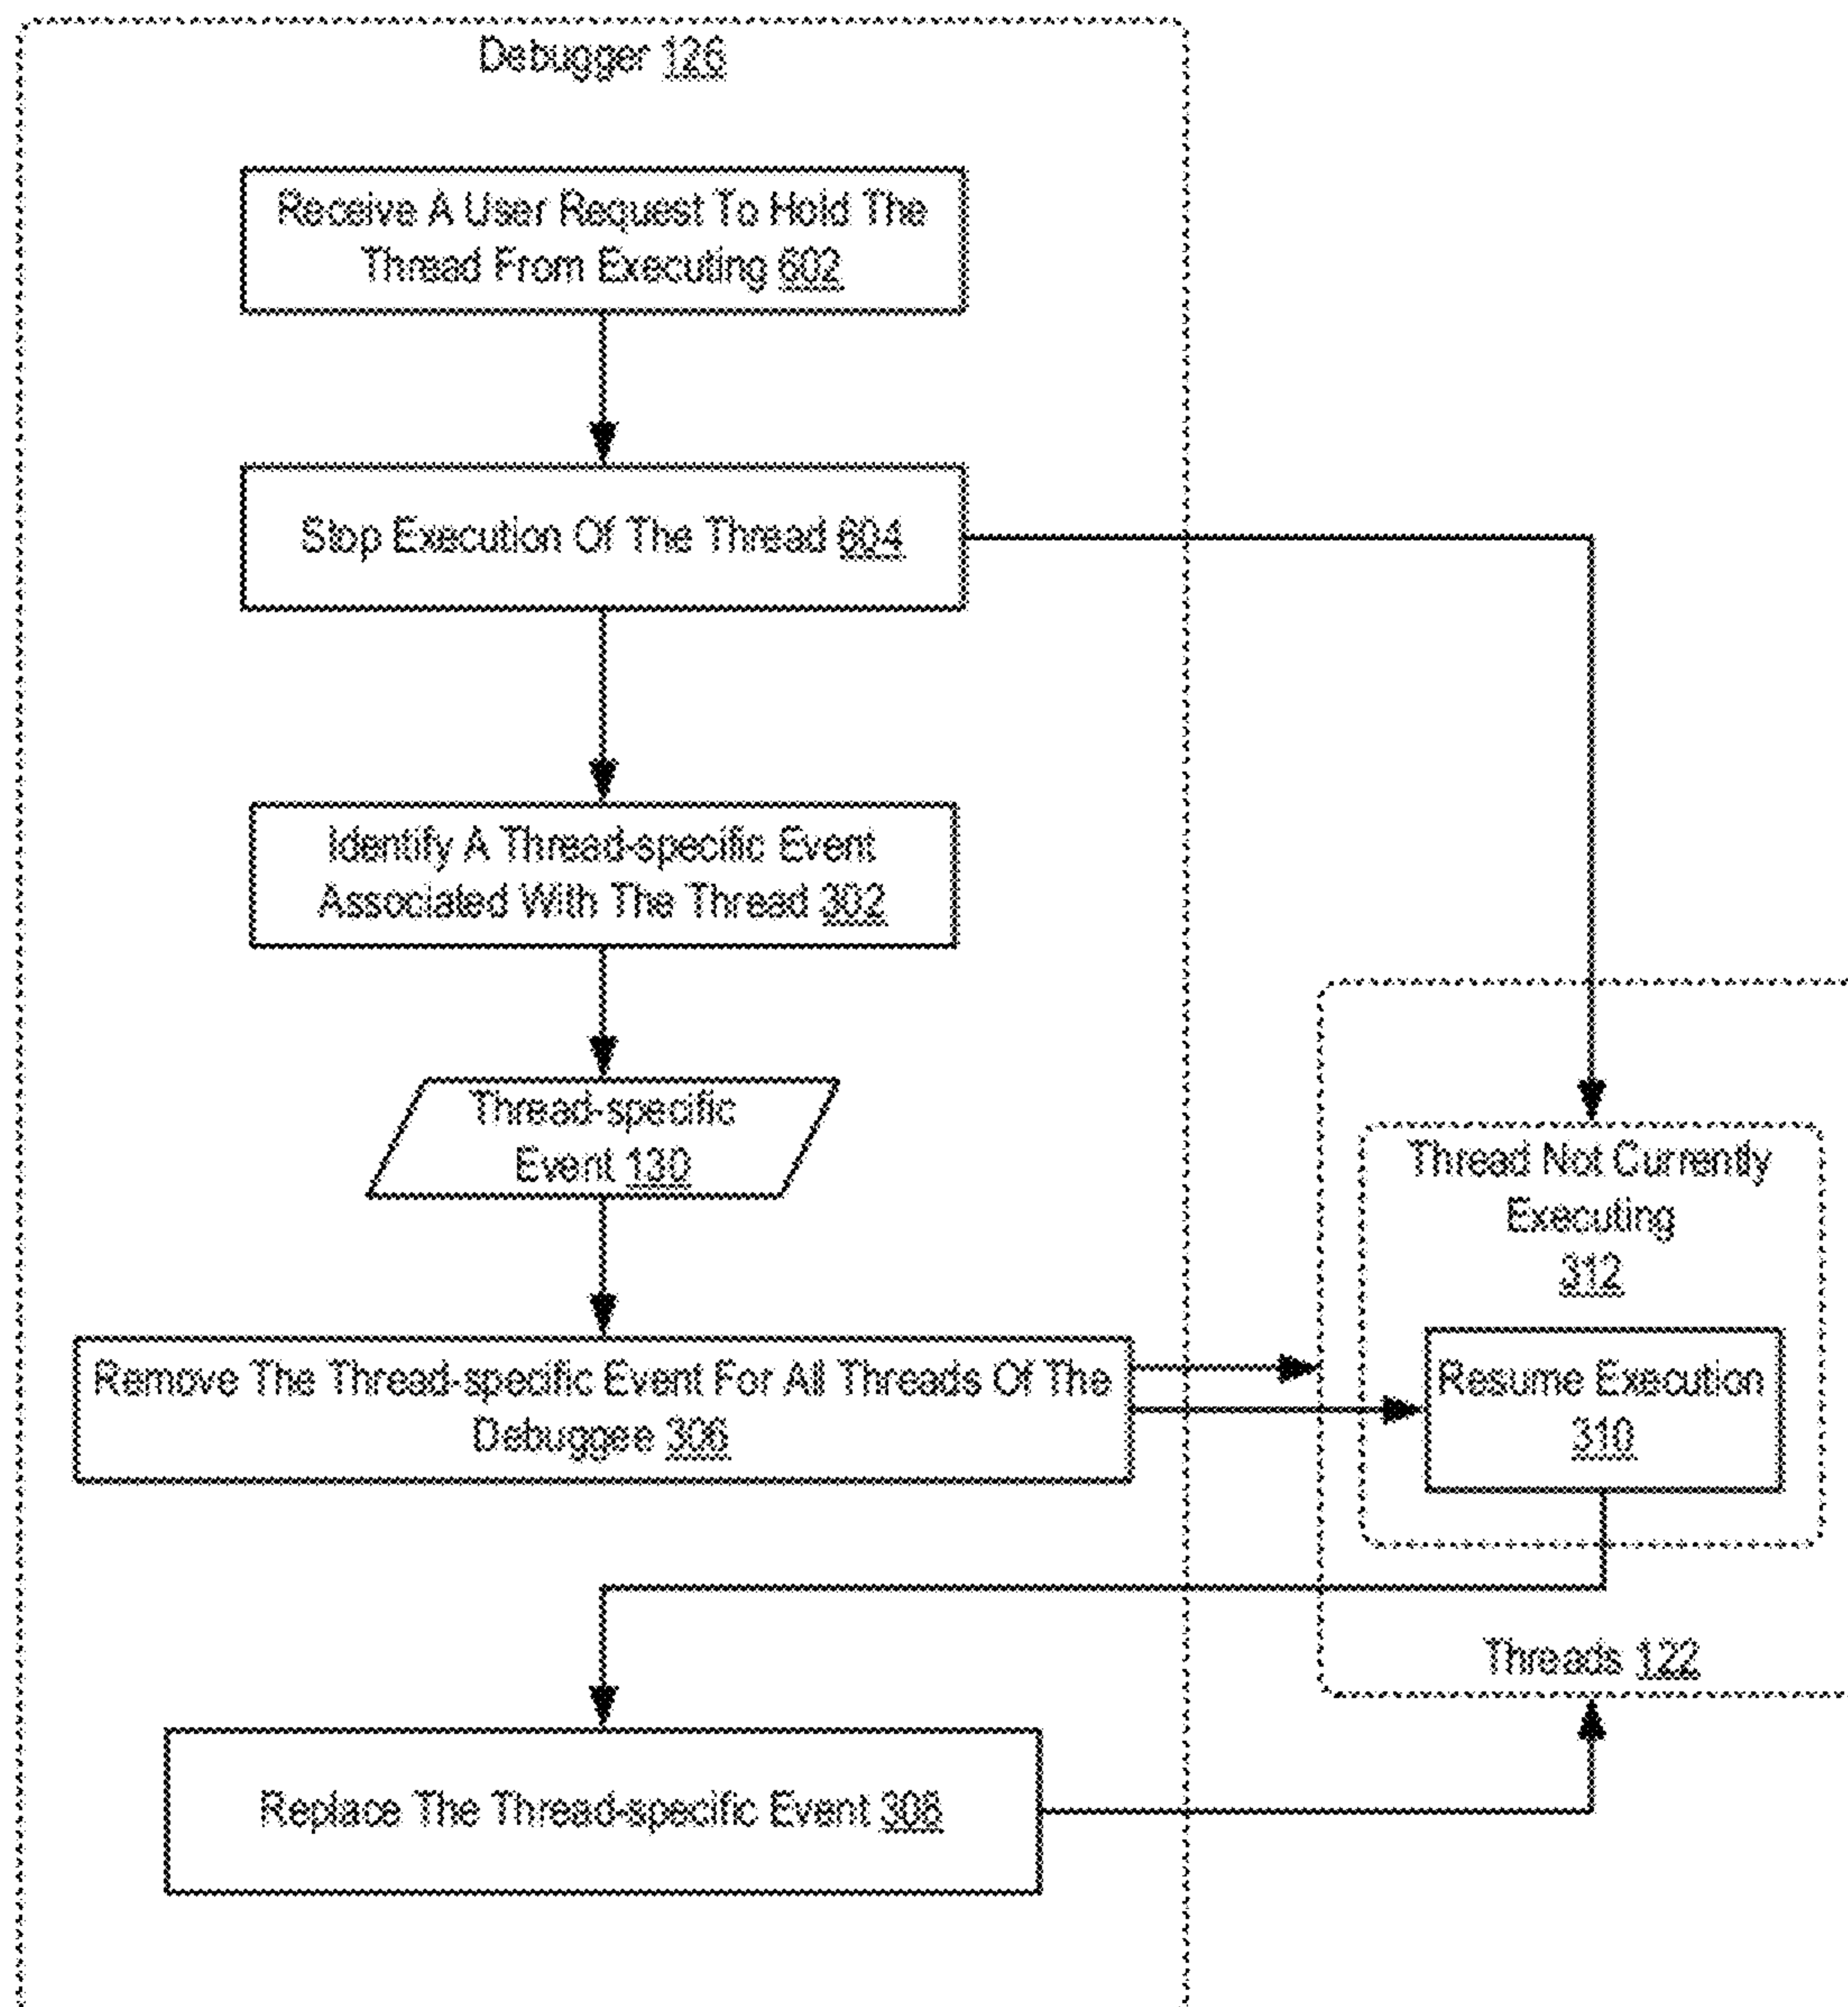 Debugger 126
Receive A User Request To Hold The
Thread From Executing 602
Stop Execution Of The Thread 604
Identify A Thread-specific Event
Associated With The Thread 302
Thread-specific
Event 130
Thread Not Currently
Executing
312
Remove The Thread-specific Event For All Threads Of The
Debuggee 306
Resume Execution
310
Threads 122
Replace The Thread-specific Event 308